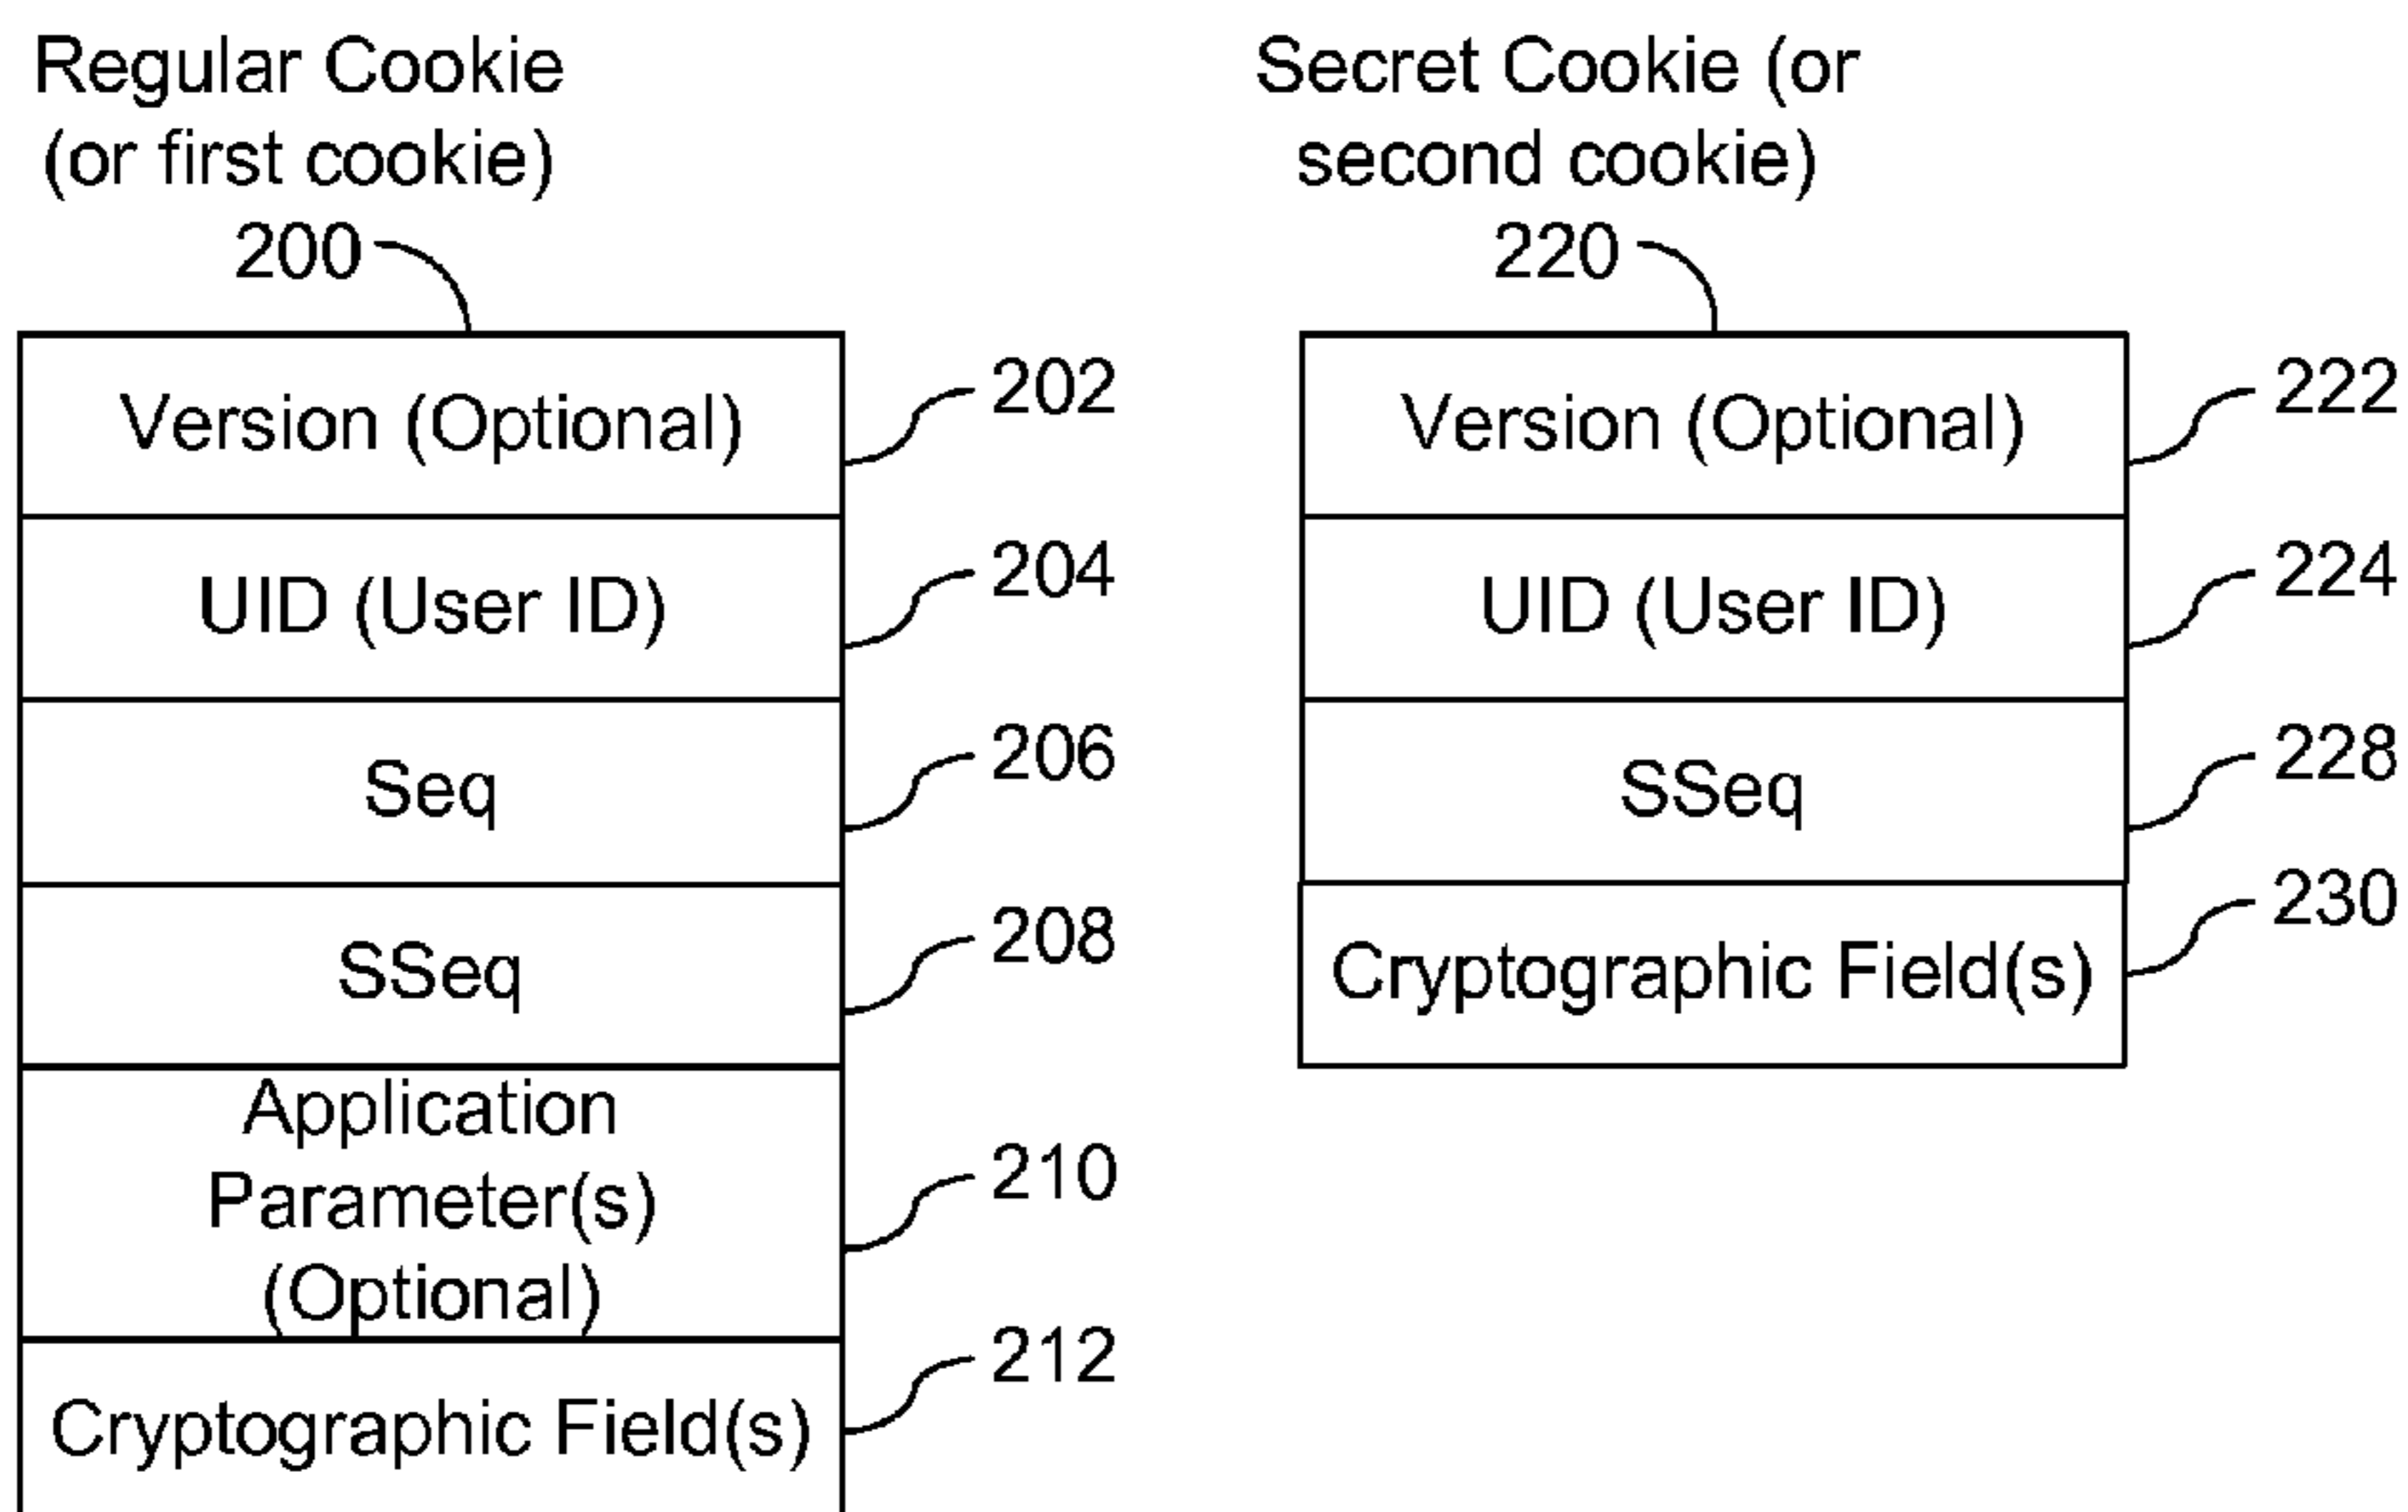 Regular Cookie
(or first cookie)
200
Version (Optional)
202
UID (User ID)
204
Seq
206
SSeq
208
Application
Parameter(s)
(Optional)
210
Cryptographic Field(s)
212
Secret Cookie (or
second cookie)
220
Version (Optional)
222
UID (User ID)
224
SSeq
228
Cryptographic Field(s)
230